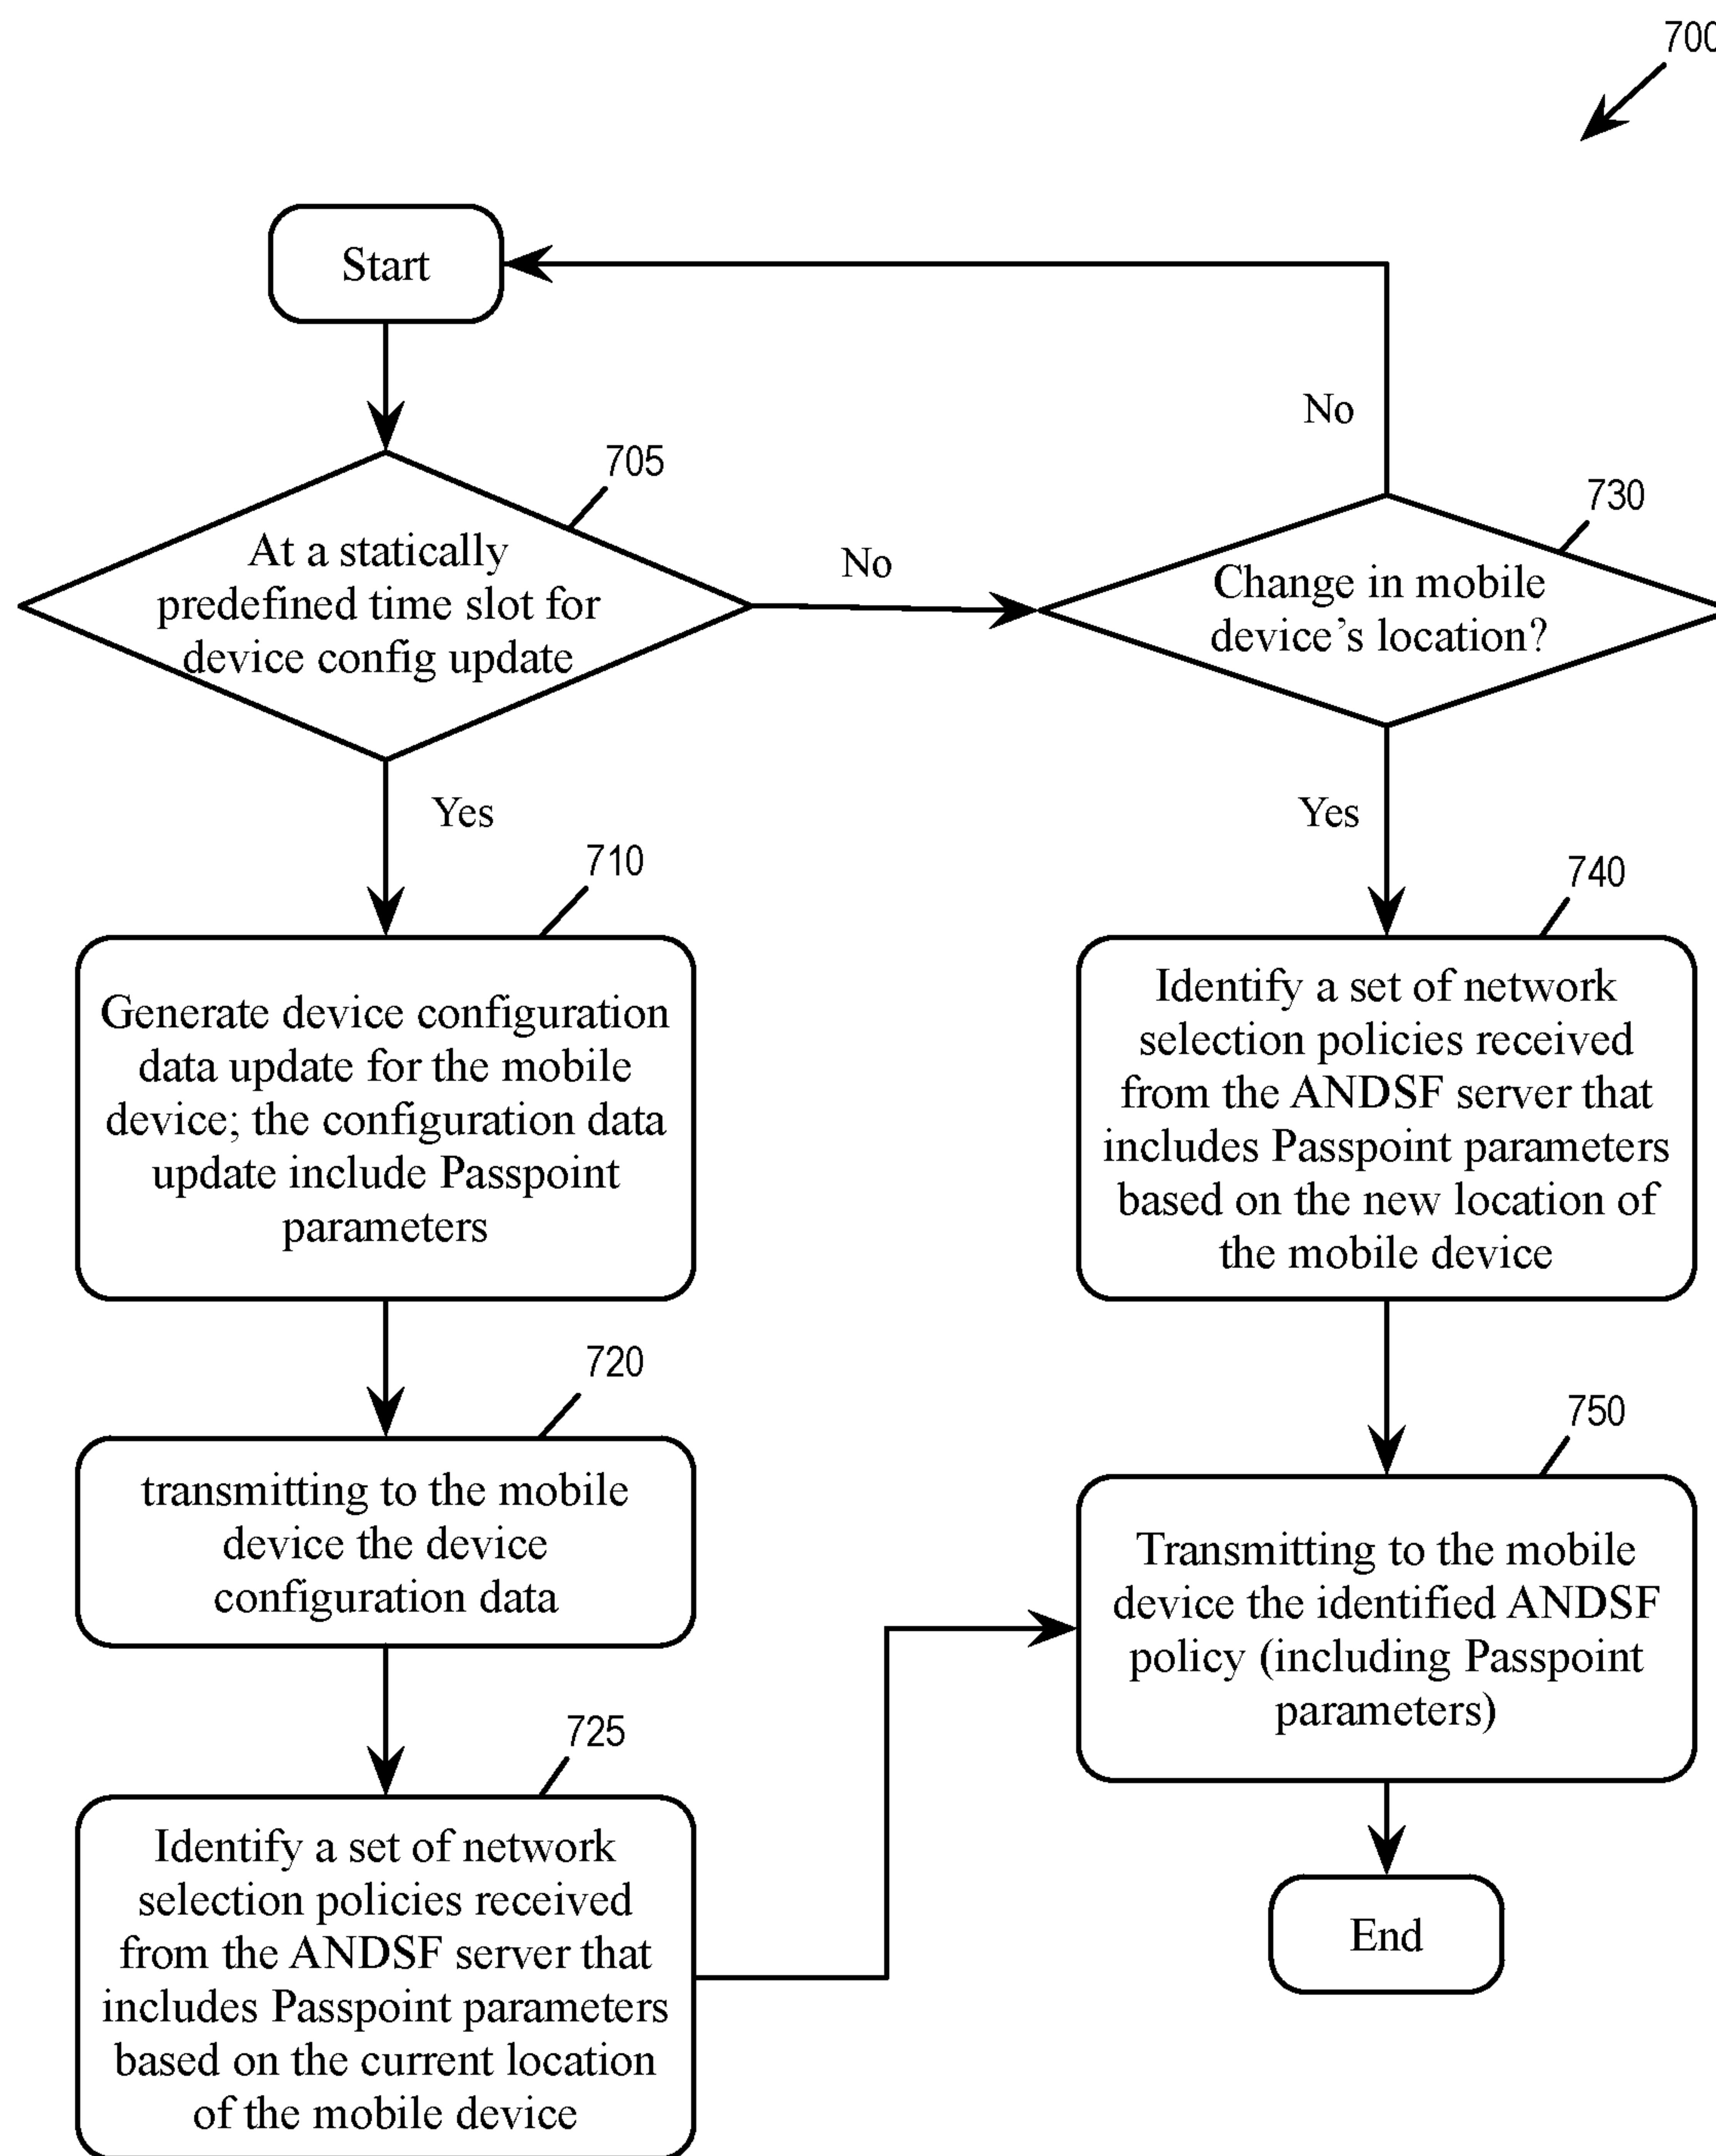 700
Start
705
At a statically
predefined time slot for
device config update
No
No
730
Change in mobile
device’s location?
Yes
Yes
710
Generate device configuration
data update for the mobile
device; the configuration data
update include Passpoint
parameters
740
Identify a set of network
selection policies received
from the ANDSF server that
includes Passpoint parameters
based on the new location of
the mobile device
720
transmitting to the mobile
device the device
configuration data
750
Transmitting to the mobile
device the identified ANDSF
policy (including Passpoint
parameters)
725
Identify a set of network
selection policies received
from the ANDSF server that
includes Passpoint parameters
based on the current location
of the mobile device
End